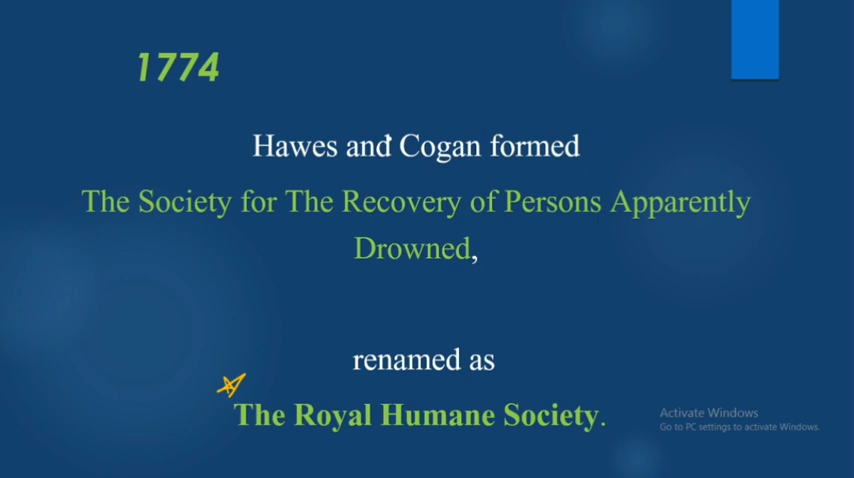 1774
Hawes and Cogan formed
The Society for The Recovery of Persons Apparently
Drowned,
renamed as
The Royal Humane Society.
Activate Windows
Go to PC settings to activate Windows.